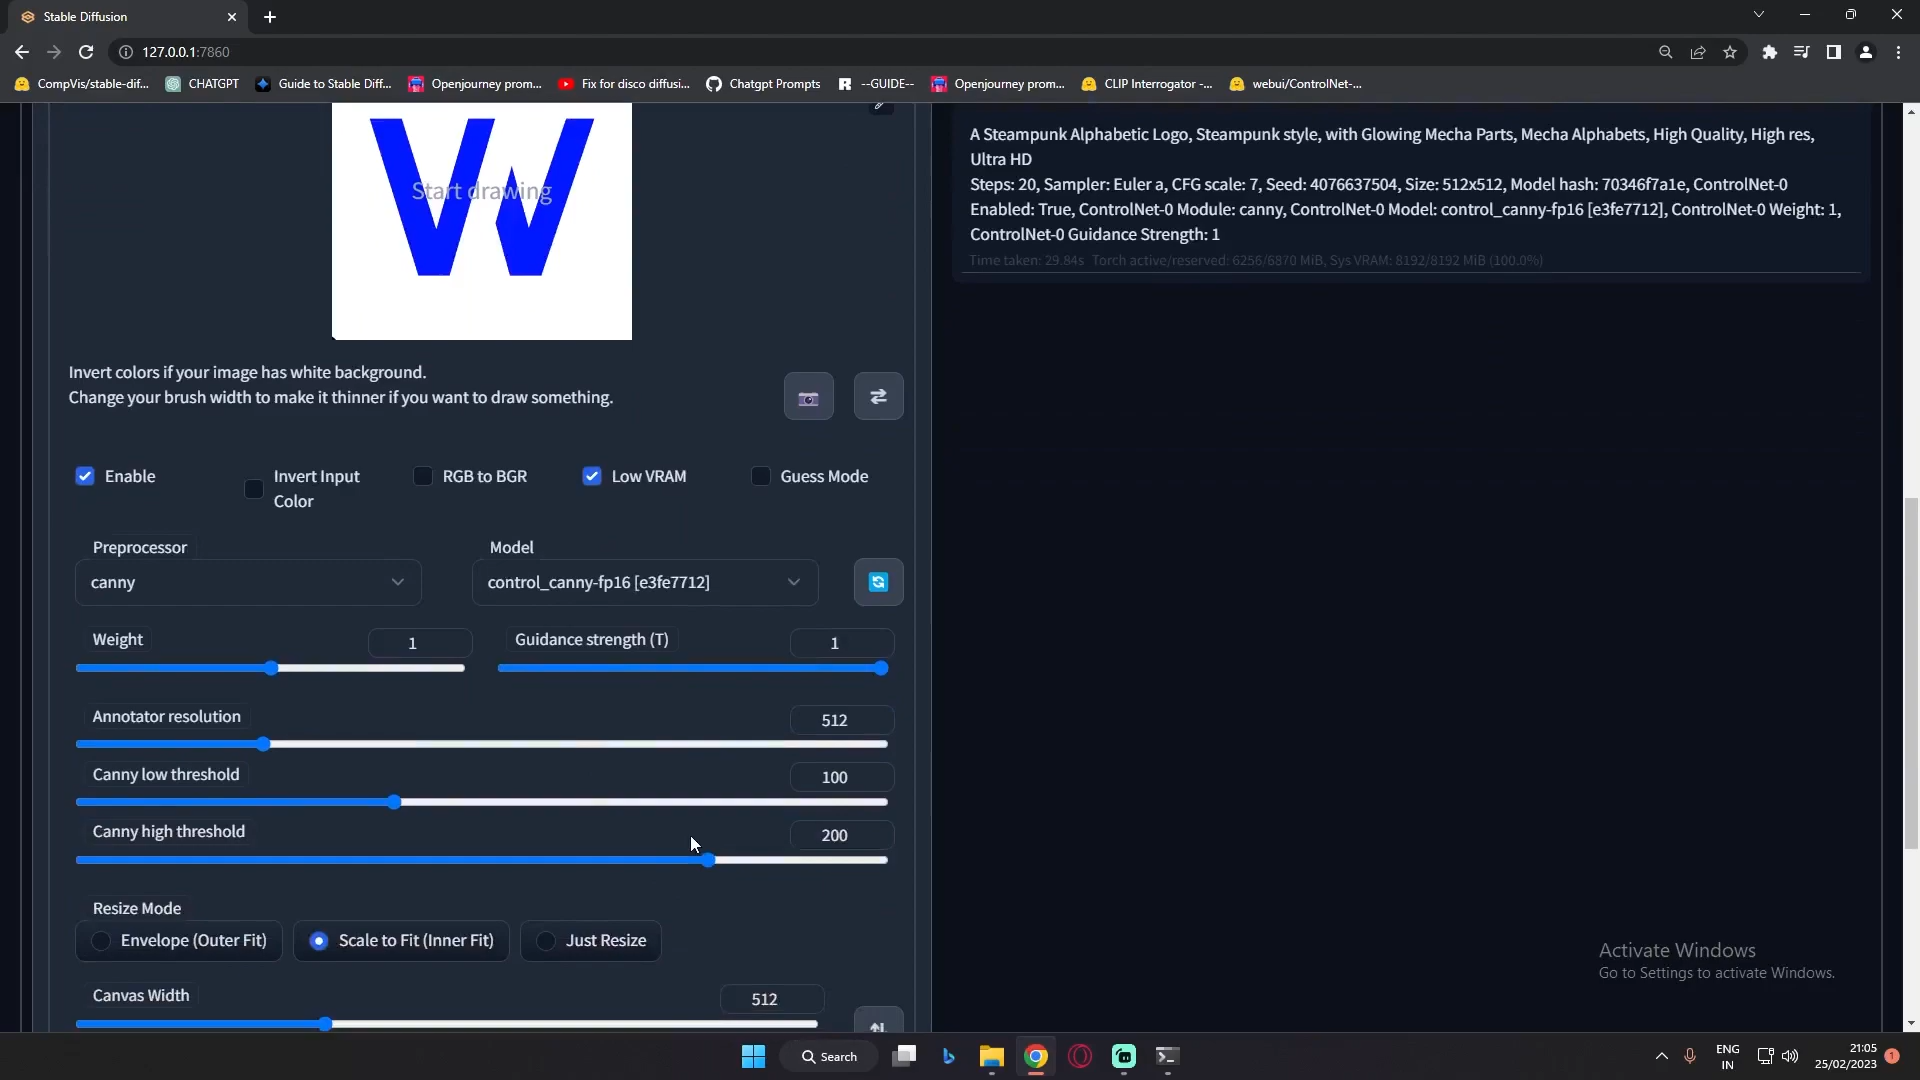 Stable Diffusion
127.0.0.1:7860
CompVis/stable-dif...
CHATGPT
Guide to Stable Diff...
Openjourney prom...
Fix for disco diffusi...
Chatgpt Prompts
--GUIDE--
Openjourney prom...
CLIP Interrogator -...
webui/ControlNet-...
W
Start drawing
Invert colors if your image has white background.
Change your brush width to make it thinner if you want to draw something.
Enable
Invert Input
Color
RGB to BGR
Low VRAM
Guess Mode
Preprocessor
Model
canny
control_canny-fp16 [e3fe7712]
Weight
1
Guidance strength (T)
1
Annotator resolution
512
Canny low threshold
100
Canny high threshold
200
Resize Mode
Envelope (Outer Fit)
Scale to Fit (Inner Fit)
Just Resize
Canvas Width
512
A Steampunk Alphabetic Logo, Steampunk style, with Glowing Mecha Parts, Mecha Alphabets, High Quality, High res,
Ultra HD
Steps: 20, Sampler: Euler a, CFG scale: 7, Seed: 4076637504, Size: 512x512, Model hash: 70346f7a1e, ControlNet-0
Enabled: True, ControlNet-0 Module: canny, ControlNet-0 Model: control_canny-fp16 [e3fe7712], ControlNet-0 Weight: 1,
ControlNet-0 Guidance Strength: 1
Time taken: 29.84s Torch active/reserved: 6256/6870 MiB, Sys VRAM: 8192/8192 MiB (100.0%)
Activate Windows
Go to Settings to activate Windows.
Search
ENG
IN
21:05
25/02/2023
1